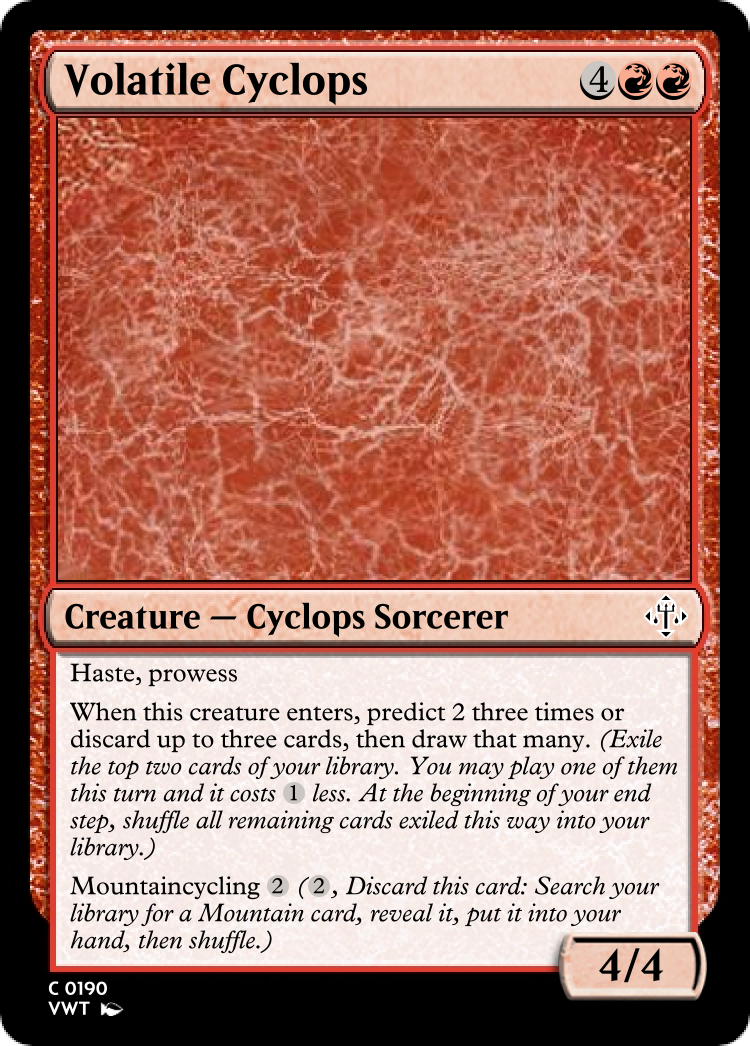 Volatile Cyclops 4
Creature — Cyclops Sorcerer
Haste, prowess
When this creature enters, predict 2 three times or
discard up to three cards, then draw that many. (Exile
the top two cards of your library. You may play one of them
this turn and it costs 1 less. At the beginning of your end
step, shuffle all remaining cards exiled this way into your
library.)
Mountaincycling 2 (2, Discard this card: Search your
library for a Mountain card, reveal it, put it into your
hand, then shuffle.)
4/4
C 0190
VWT